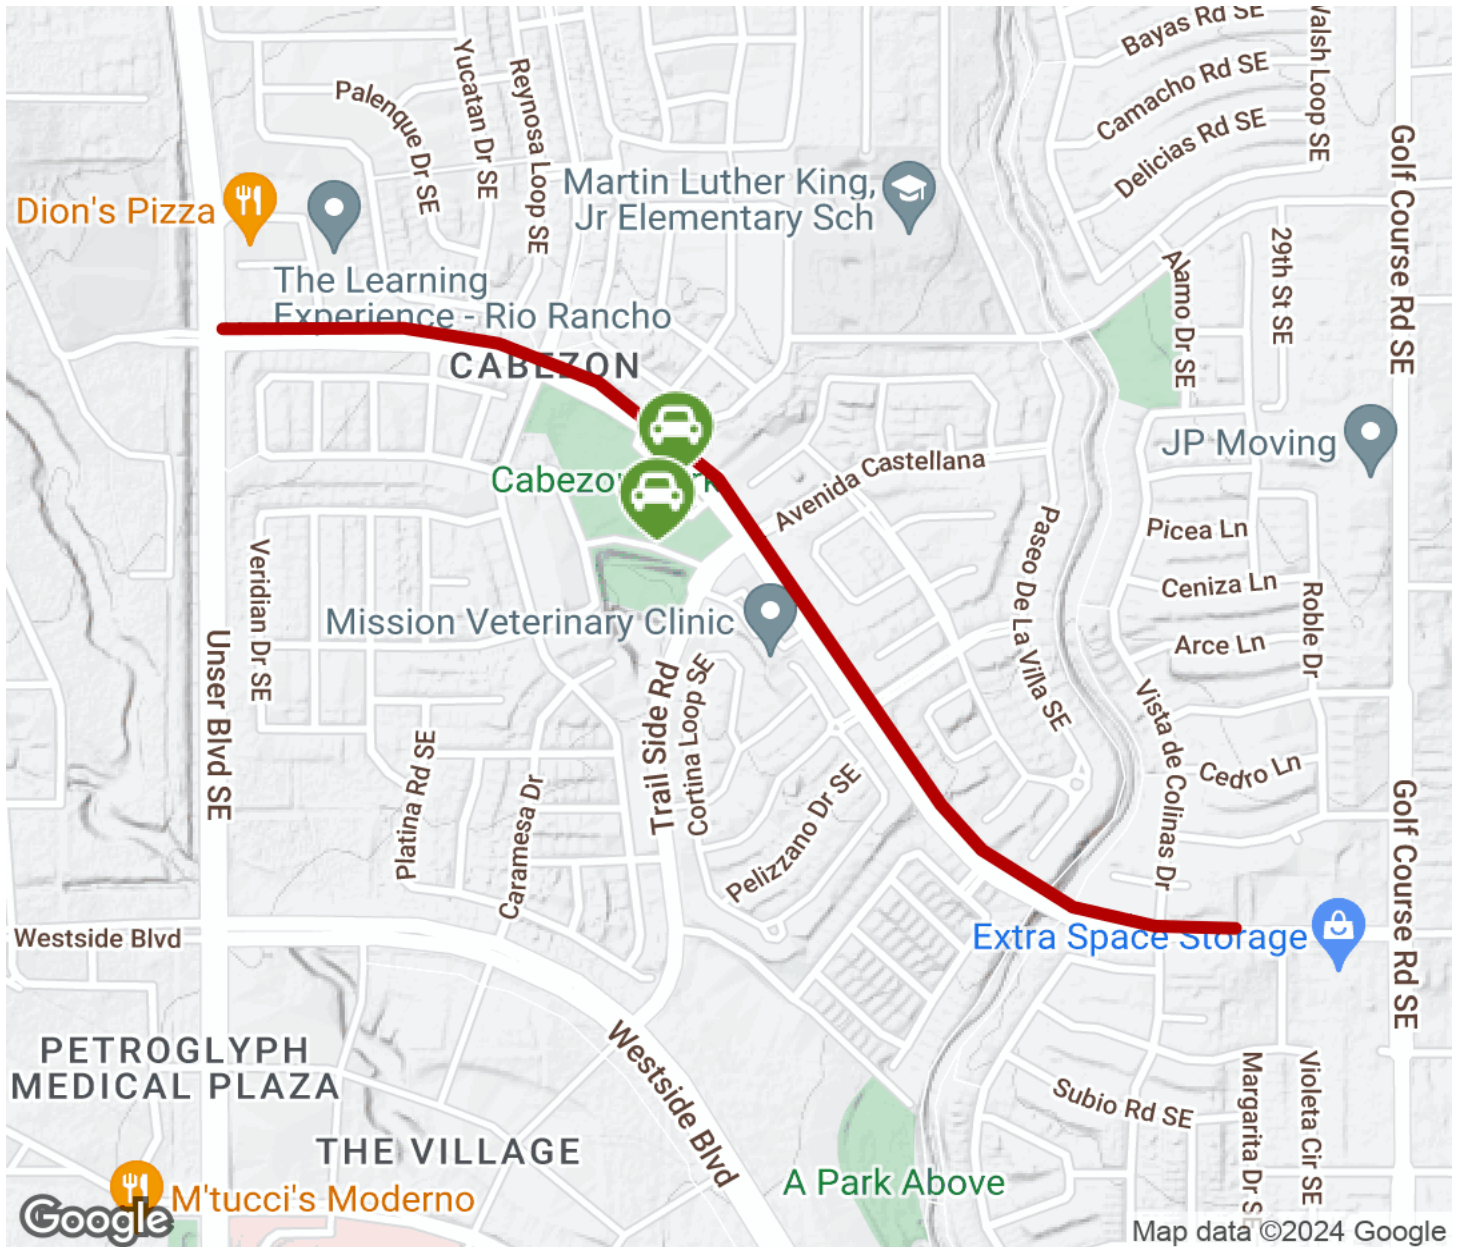 Bayas Rd SE
Walsh Loop SE
Camacho Rd SE
Delicias Rd SE
Yucatan Dr SE
Reynosa Loop SE
Palenque Dr SE
Golf Course Rd SE
Martin Luther King,
Jr Elementary Sch
Dion's Pizza
The Learning
Experience - Rio Rancho
Alamo Dr SE
29th St SE
CABEZON
JP Moving
Avenida Castellana
Paseo De La Villa SE
Picea Ln
Ceniza Ln
Roble Dr
Arce Ln
Veridian Dr SE
Mission Veterinary Clinic
Unser Blvd SE
Trail Side Rd
Cortina Loop SE
Vista de Colinas Dr
Cedro Ln
Platina Rd SE
Caramesa Dr
Pelizzano Dr SE
Golf Course Rd SE
Westside Blvd
Extra Space Storage
PETROGLYPH
MEDICAL PLAZA
Westside Blvd
Subio Rd SE
Margarita Dr SE
Violeta Cir SE
THE VILLAGE
A Park Above
M'tucci's Moderno
Google
Map data ©2024 Google